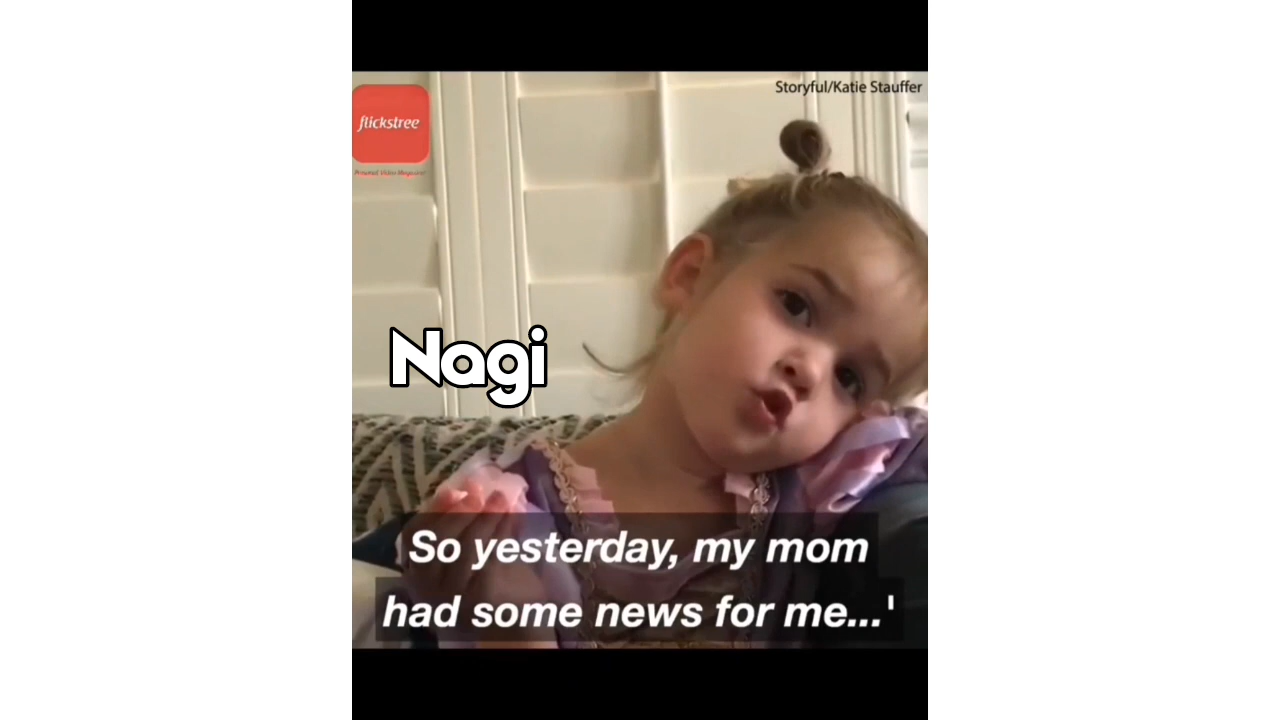 Storyful/Katie Stauffer
flickstree
Nagi
So yesterday, my mom
had some news for me...'